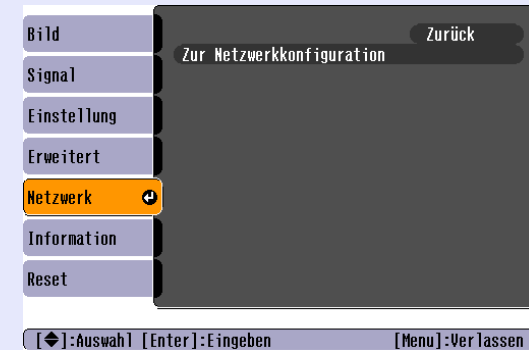 Bild
Signal
Einstellung
Erweitert
Netzwerk
Information
Reset
Zurück
Zur Netzwerkkonfiguration
[◆]:Auswahl [Enter]:Eingeben [Menu]:Verlassen